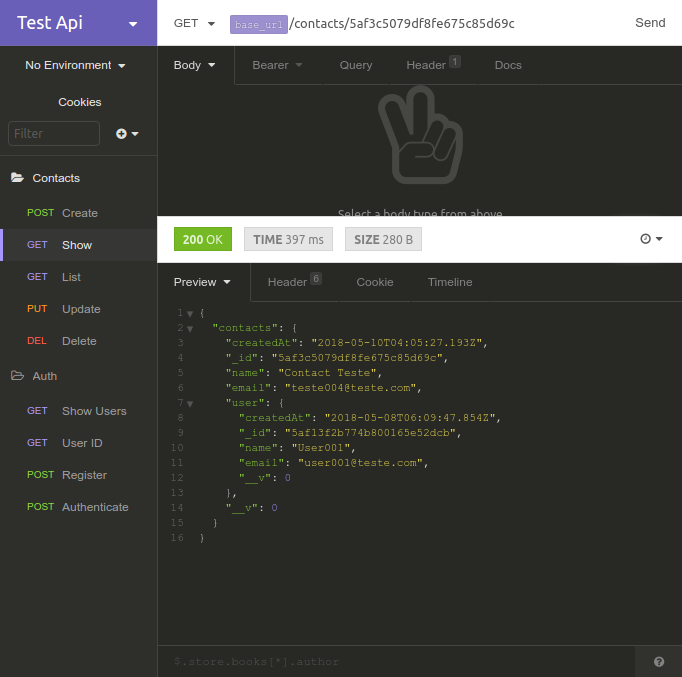 Test Api
GET base_url/contacts/5af3c5079df8fe675c85d69c Send
No Environment
Cookies
Filter
Contacts
POST Create
GET Show
GET List
PUT Update
DEL Delete
Auth
GET Show Users
GET User ID
POST Register
POST Authenticate
Body Bearer Query Header 1 Docs
Select a body type from above
200 OK TIME 397 ms SIZE 280 B
Preview Header 6 Cookie Timeline
1 {
2 "contacts": {
3 "createdAt": "2018-05-10T04:05:27.193Z",
4 "_id": "5af3c5079df8fe675c85d69c",
5 "name": "Contact Teste",
6 "email": "teste004@teste.com",
7 "user": {
8 "createdAt": "2018-05-08T06:09:47.854Z",
9 "_id": "5af13f2b774b800165e52dcb",
10 "name": "User001",
11 "email": "user001@teste.com",
12 "__v": 0
13 },
14 "__v": 0
15 }
16 }
$.store.books[*].author